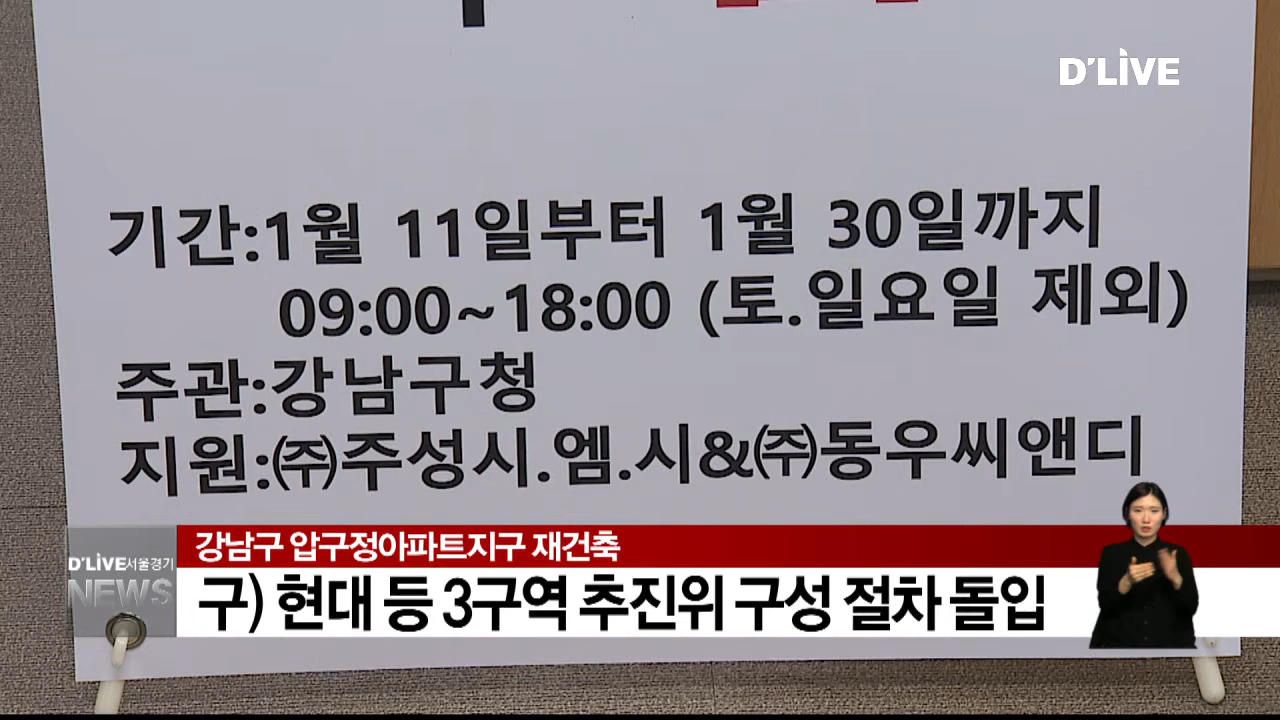 D'LIVE
기간:1월 11일부터 1월 30일까지
09:00~18:00 (토.일요일 제외)
주관:강남구청
지원:㈜주성시.엠.시&㈜동우씨앤디
D'LIVE서울경기
NEWS
강남구 압구정아파트지구 재건축
구) 현대 등 3구역 추진위 구성 절차 돌입